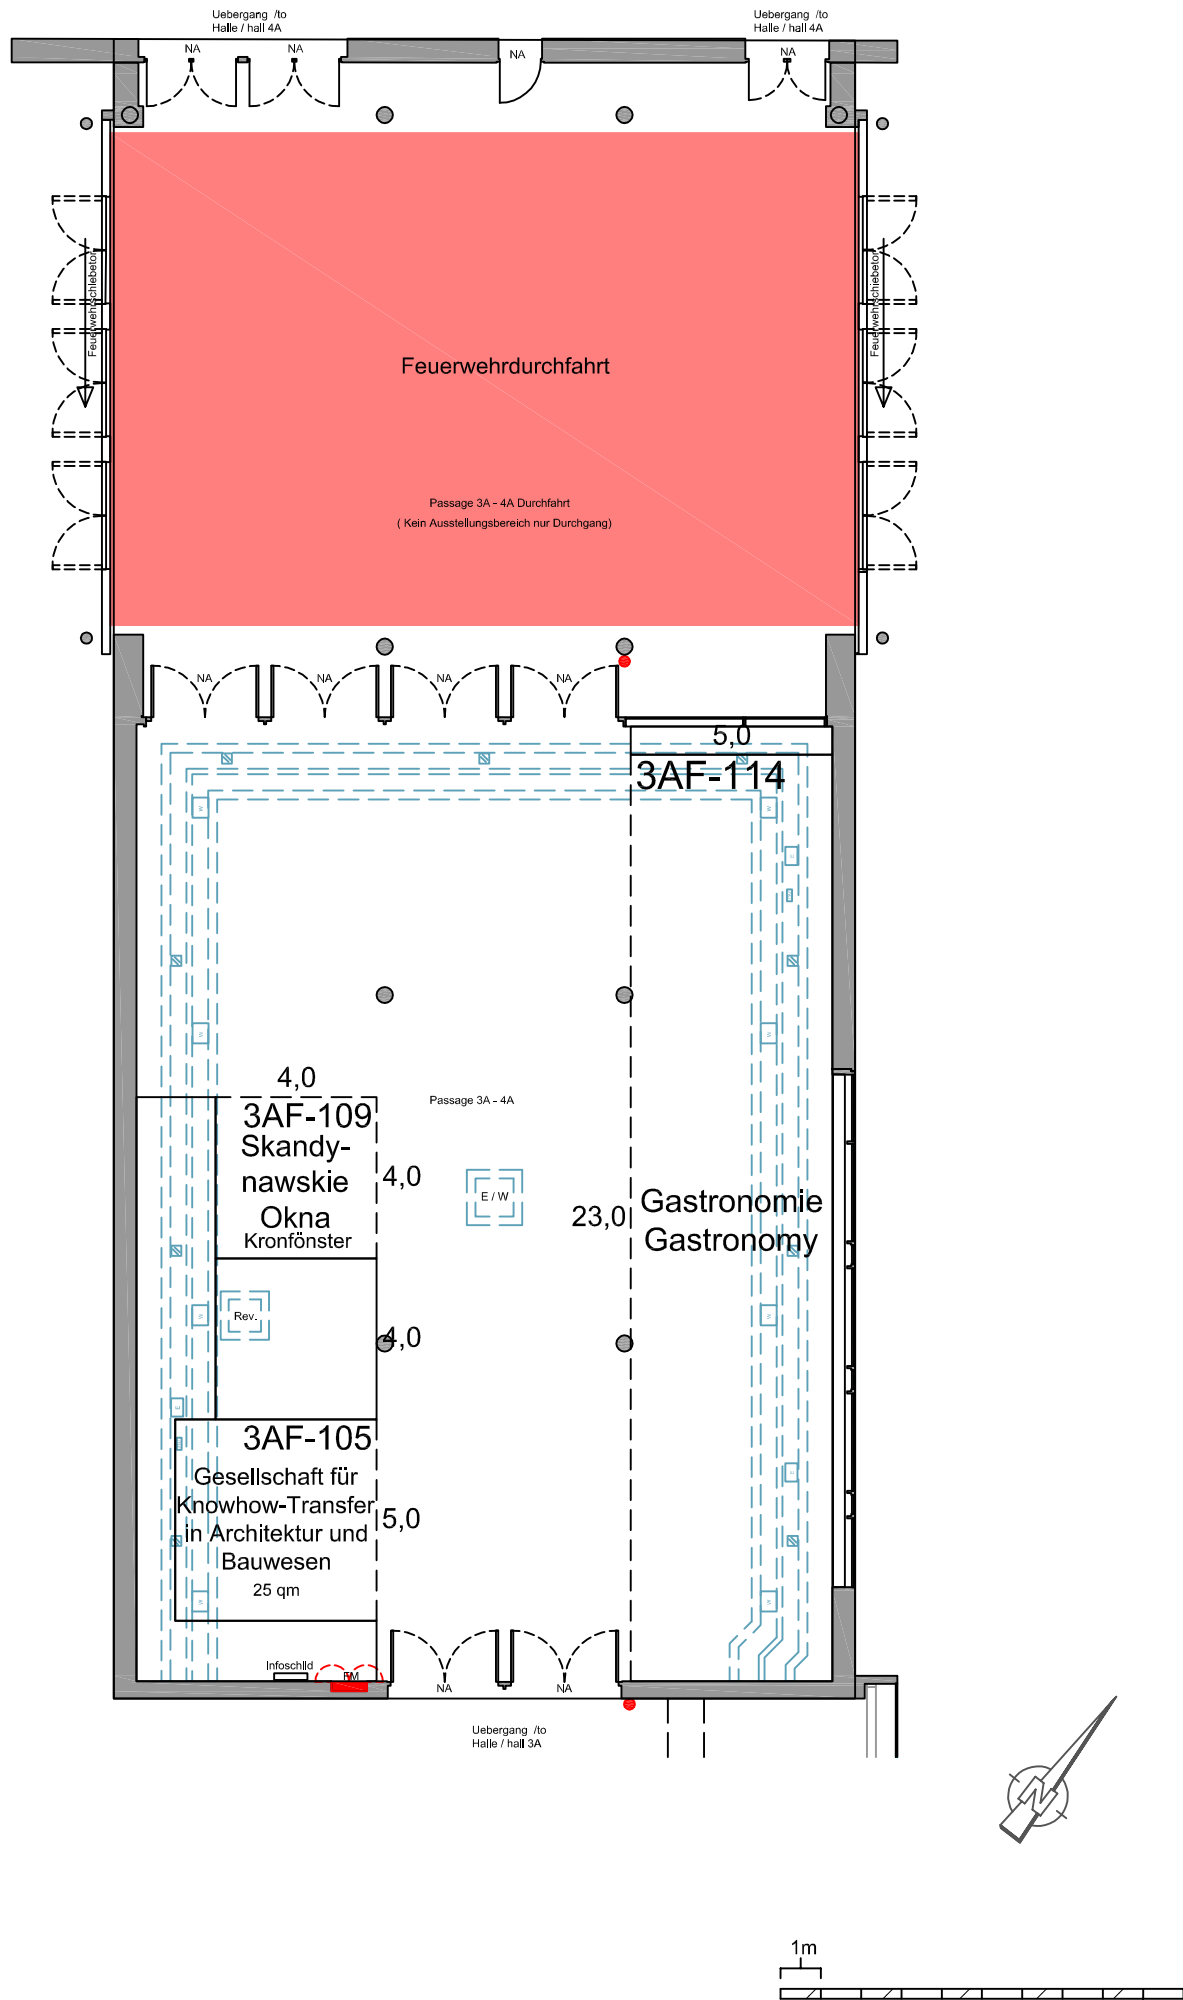 Uebergang /to
Halle / hall 4A
Uebergang /to
Halle / hall 4A
NA
NA
NA
NA
Feuerwehrschiebetor
Feuerwehrschiebetor
Feuerwehrdurchfahrt
Passage 3A - 4A Durchfahrt
( Kein Ausstellungsbereich nur Durchgang)
NA
NA
NA
NA
5,0
3AF-114
W
W
E
W
W
4,0
3AF-109
Skandy-
nawskie
Okna
Kronfönster
4,0
Passage 3A - 4A
E / W
23,0
Gastronomie
Gastronomy
W
Rev.
4,0
W
E
3AF-105
Gesellschaft für
Knowhow-Transfer
in Architektur und
Bauwesen
25 qm
5,0
E
W
W
Infoschild
FM
NA
NA
Uebergang /to
Halle / hall 3A
N
1m